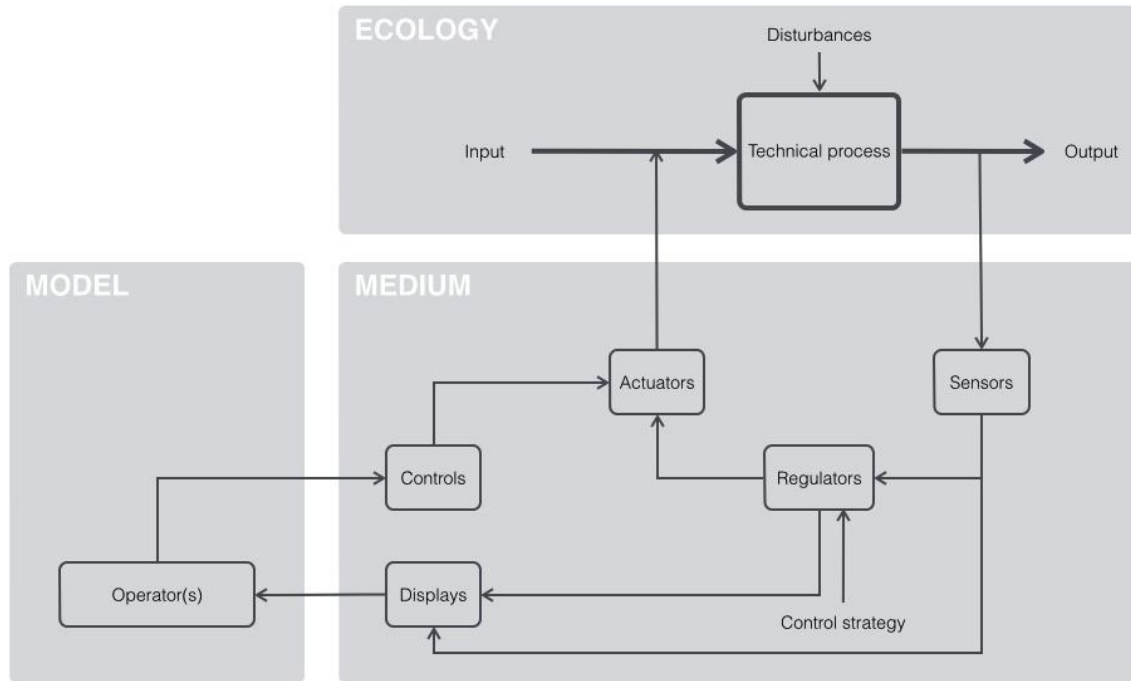 ECOLOGY
Disturbances
Input
Technical process
Output
MODEL
MEDIUM
Actuators
Sensors
Controls
Regulators
Operator(s)
Displays
Control strategy